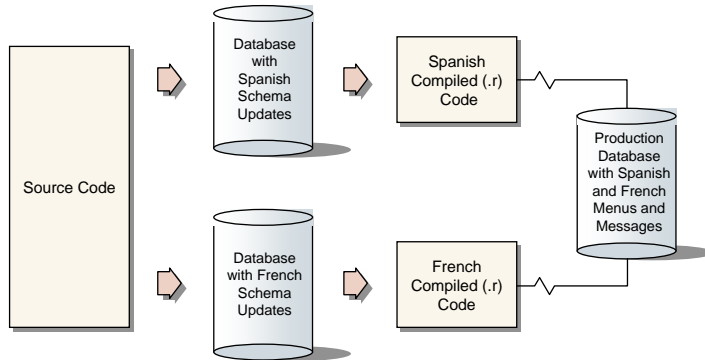 Source Code
Database
with
Spanish
Schema
Updates
Spanish
Compiled (.r)
Code
Database
with French
Schema
Updates
French
Compiled (.r)
Code
Production
Database
with Spanish
and French
Menus and
Messages